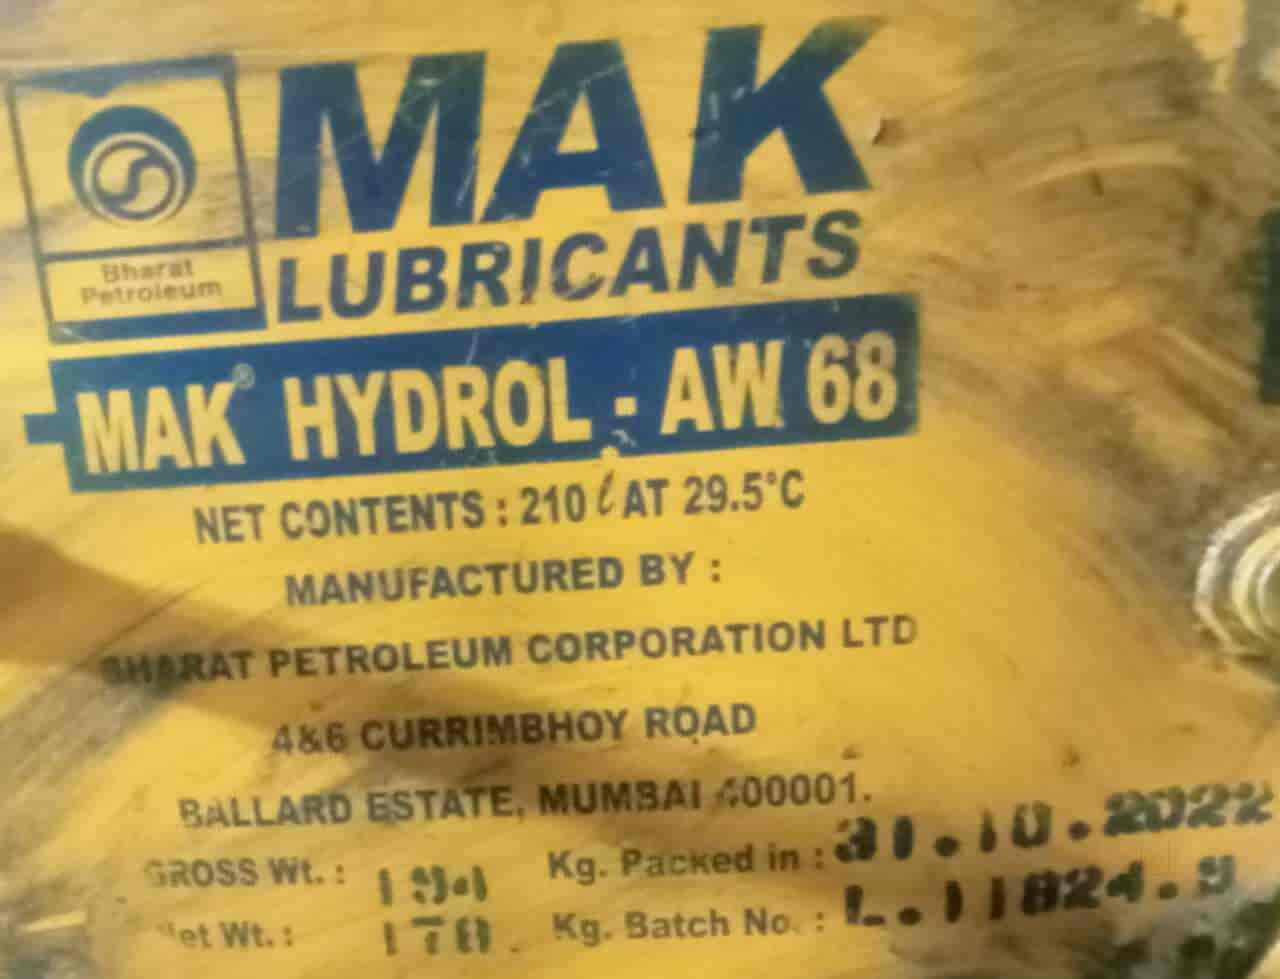 MAK
LUBRICANTS
Bharat
Petroleum
MAK® HYDROL - AW 68
NET CONTENTS : 210 ℓ AT 29.5°C
MANUFACTURED BY :
BHARAT PETROLEUM CORPORATION LTD
4&6 CURRIMBHOY ROAD
BALLARD ESTATE, MUMBAI 400001.
GROSS Wt. : 194 Kg. Packed in : 31.10.2022
Net Wt. : 178 Kg. Batch No. :